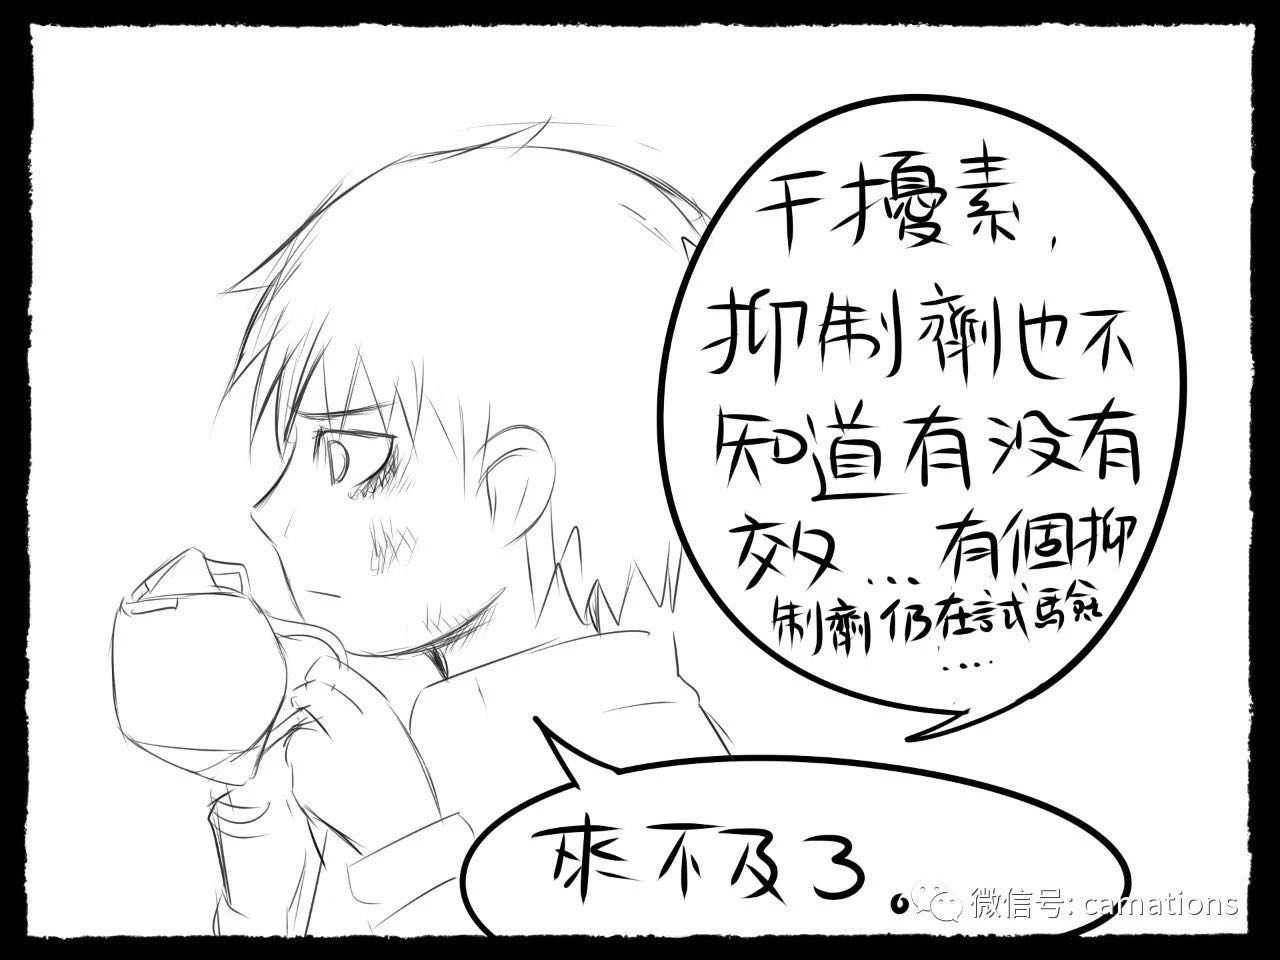 干擾素，
抑制劑也不
知道有没有
效……有個抑
制劑仍在試驗
……
來不及了。
微信号: camations